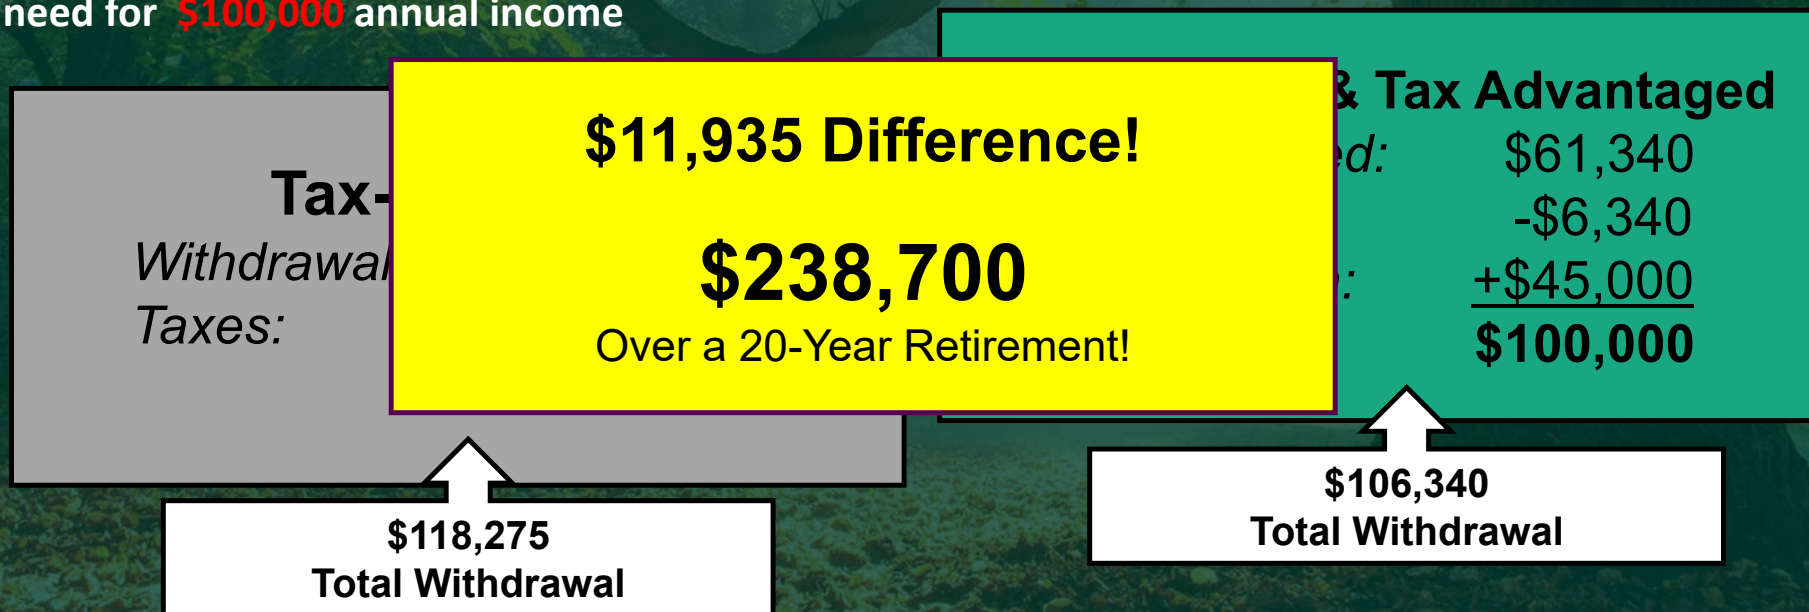 need for $100,000 annual income
$11,935 Difference!
$238,700
Over a 20-Year Retirement!
Tax-
Withdrawal
Taxes:
& Tax Advantaged
$61,340
-$6,340
+$45,000
$100,000
$118,275
Total Withdrawal
$106,340
Total Withdrawal